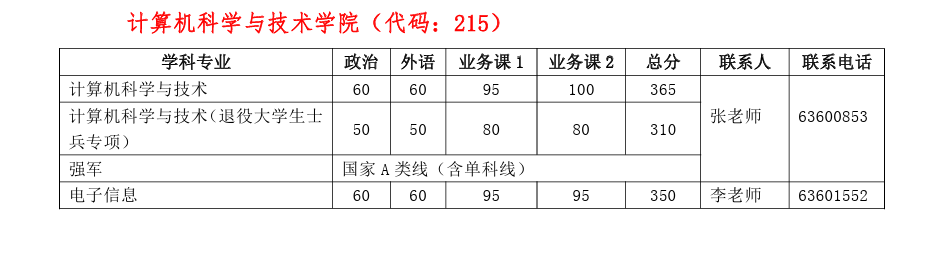 计算机科学与技术学院（代码：215）
学科专业 政治 外语 业务课 1 业务课 2 总分 联系人 联系电话
计算机科学与技术 60 60 95 100 365
张老师 63600853
计算机科学与技术（退役大学生士
兵专项） 50 50 80 80 310
强军 国家 A 类线（含单科线）
电子信息 60 60 95 95 350 李老师 63601552